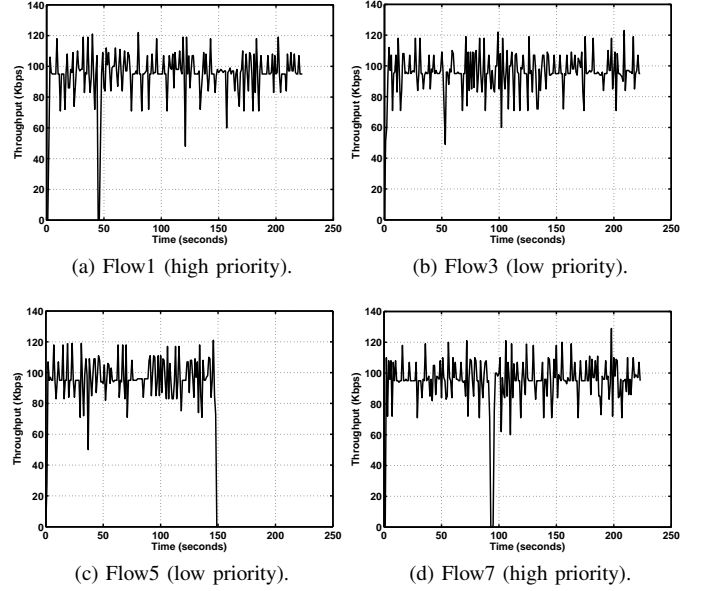 140
120
100
80
60
40
20
0
Throughput (Kbps)
0 50 100 150 200 250
Time (seconds)
(a) Flow1 (high priority).
140
120
100
80
60
40
20
0
Throughput (Kbps)
0 50 100 150 200 250
Time (seconds)
(b) Flow3 (low priority).
140
120
100
80
60
40
20
0
Throughput (Kbps)
0 50 100 150 200 250
Time (seconds)
(c) Flow5 (low priority).
140
120
100
80
60
40
20
0
Throughput (Kbps)
0 50 100 150 200 250
Time (seconds)
(d) Flow7 (high priority).